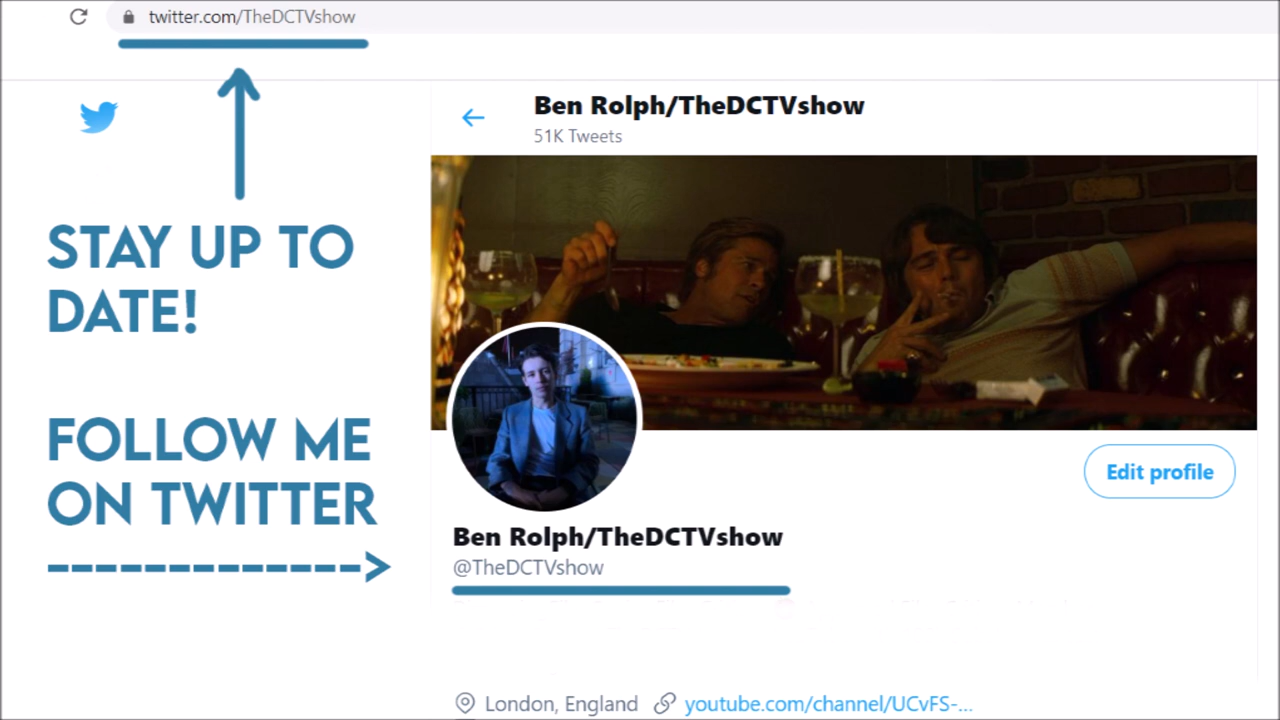 twitter.com/TheDCTVshow
STAY UP TO
DATE!
FOLLOW ME
ON TWITTER
------------->
Ben Rolph/TheDCTVshow
51K Tweets
Edit profile
Ben Rolph/TheDCTVshow
@TheDCTVshow
London, England
youtube.com/channel/UCvFS-...